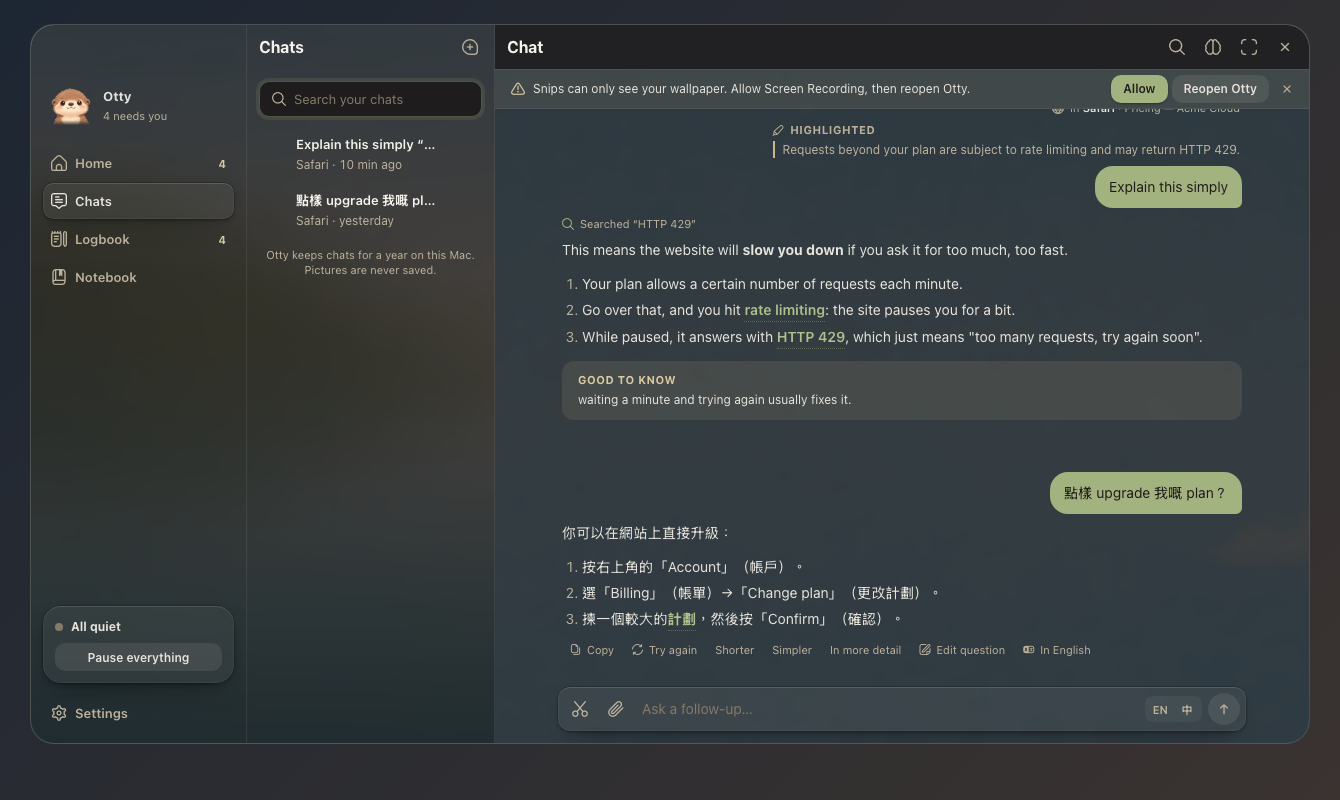 Otty
4 needs you
Home 4
Chats
Logbook 4
Notebook
All quiet
Pause everything
Settings
Chats
Search your chats
Explain this simply “...
Safari · 10 min ago
點樣 upgrade 我嘅 pl...
Safari · yesterday
Otty keeps chats for a year on this Mac.
Pictures are never saved.
Chat
Snips can only see your wallpaper. Allow Screen Recording, then reopen Otty.
Allow
Reopen Otty
in Safari · Pricing — Acme Cloud
HIGHLIGHTED
Requests beyond your plan are subject to rate limiting and may return HTTP 429.
Explain this simply
Searched “HTTP 429”
This means the website will slow you down if you ask it for too much, too fast.
1. Your plan allows a certain number of requests each minute.
2. Go over that, and you hit rate limiting: the site pauses you for a bit.
3. While paused, it answers with HTTP 429, which just means "too many requests, try again soon".
GOOD TO KNOW
waiting a minute and trying again usually fixes it.
點樣 upgrade 我嘅 plan？
你可以在網站上直接升級：
1. 按右上角的「Account」（帳戶）。
2. 選「Billing」（帳單）→「Change plan」（更改計劃）。
3. 揀一個較大的計劃，然後按「Confirm」（確認）。
Copy Try again Shorter Simpler In more detail Edit question In English
Ask a follow-up...
EN 中